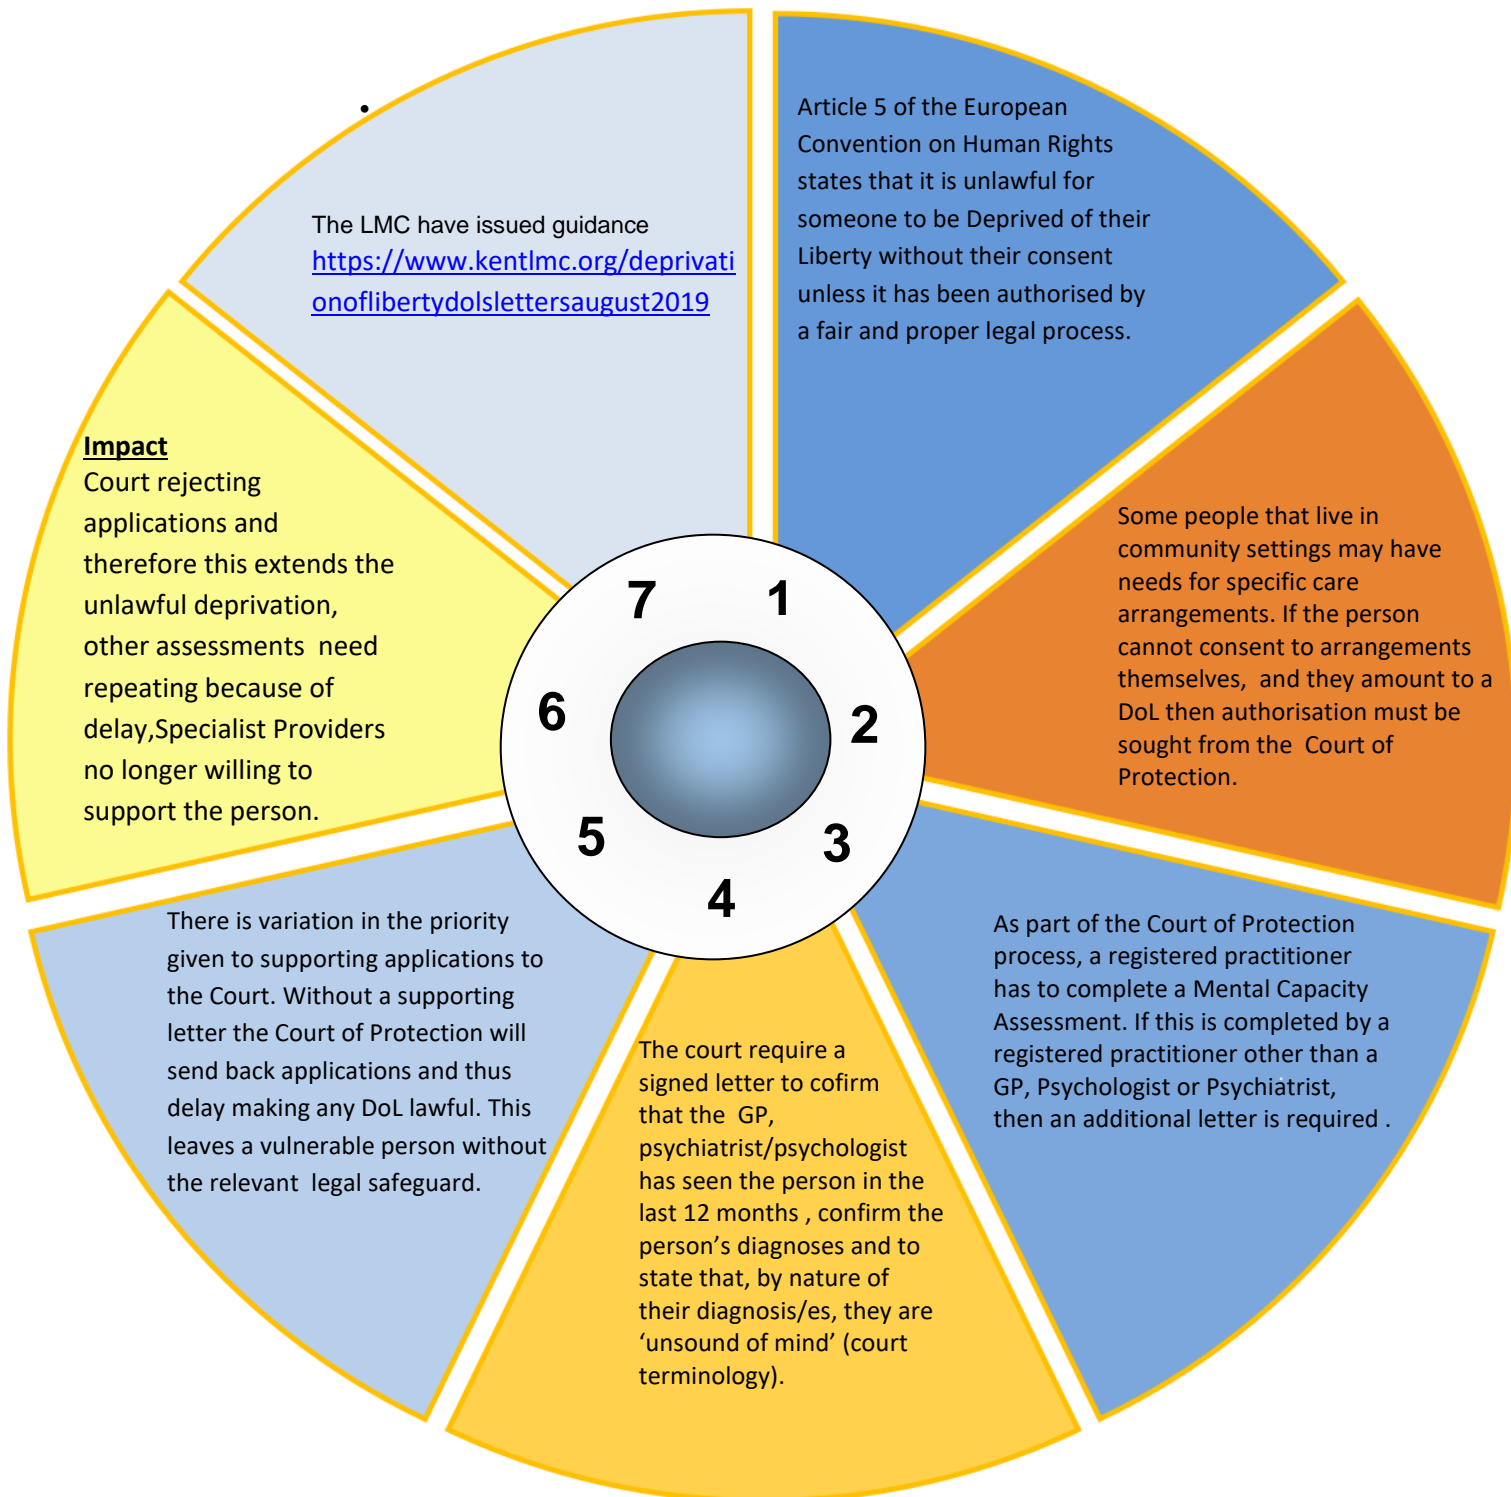 Article 5 of the European
Convention on Human Rights
states that it is unlawful for
someone to be Deprived of their
Liberty without their consent
unless it has been authorised by
a fair and proper legal process.
Some people that live in
community settings may have
needs for specific care
arrangements. If the person
cannot consent to arrangements
themselves,  and they amount to a
DoL then authorisation must be
sought from the  Court of
Protection.
As part of the Court of Protection
process, a registered practitioner
has to complete a Mental Capacity
Assessment. If this is completed by a
registered practitioner other than a
GP, Psychologist or Psychiatrist,
then an additional letter is required .
The court require a
signed letter to cofirm
that the  GP,
psychiatrist/psychologist
has seen the person in the
last 12 months , confirm the
person’s diagnoses and to
state that, by nature of
their diagnosis/es, they are
‘unsound of mind’ (court
terminology).
There is variation in the priority
given to supporting applications to
the Court. Without a supporting
letter the Court of Protection will
send back applications and thus
delay making any DoL lawful. This
leaves a vulnerable person without
the relevant  legal safeguard.
Impact
Court rejecting
applications and
therefore this extends the
unlawful deprivation,
other assessments  need
repeating because of
delay,Specialist Providers
no longer willing to
support the person.
•
The LMC have issued guidance
https://www.kentlmc.org/deprivati
onoflibertydolslettersaugust2019
1
2
3
4
5
6
7